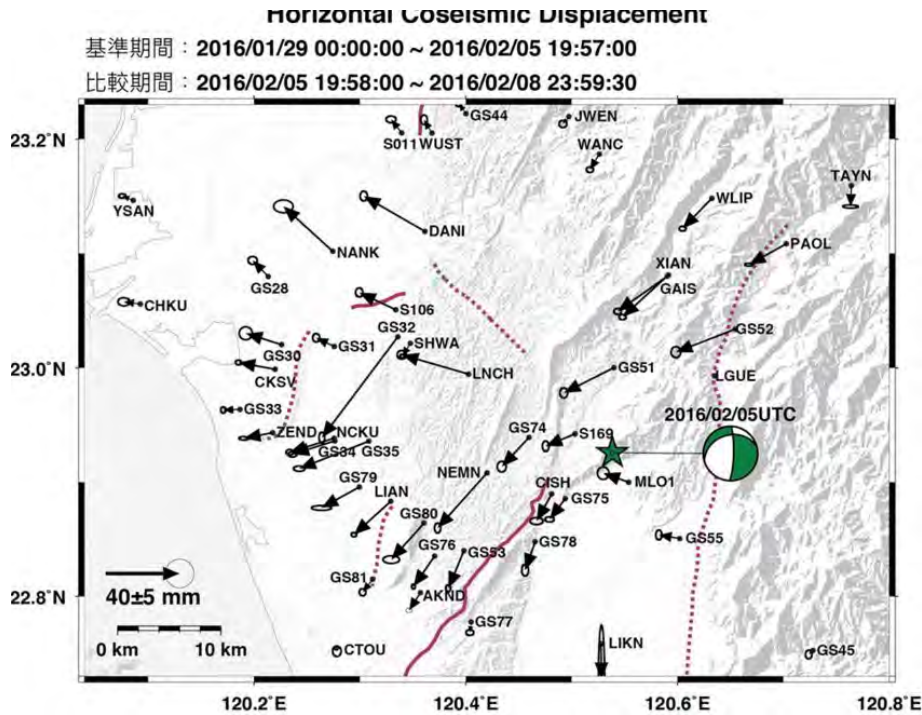 Horizontal Coseismic Displacement
基準期間：2016/01/29 00:00:00 ~ 2016/02/05 19:57:00
比較期間：2016/02/05 19:58:00 ~ 2016/02/08 23:59:30
23.2°N
GS44
JWEN
S011
WUST
WANC
TAYN
YSAN
WLIP
DANI
NANK
PAOL
XIAN
GS28
GAIS
CHKU
S106
GS32
GS52
GS31
SHWA
GS30
23.0°N
CKSV
LNCH
GS51
LGUE
GS33
2016/02/05UTC
ZEND
NCKU
GS74
S169
GS34
GS35
NEMN
GS79
CISH
MLO1
LIAN
GS75
GS80
GS76
GS53
GS78
GS55
GS81
22.8°N
AKND
40±5 mm
GS77
0 km
10 km
CTOU
LIKN
GS45
120.2°E
120.4°E
120.6°E
120.8°E